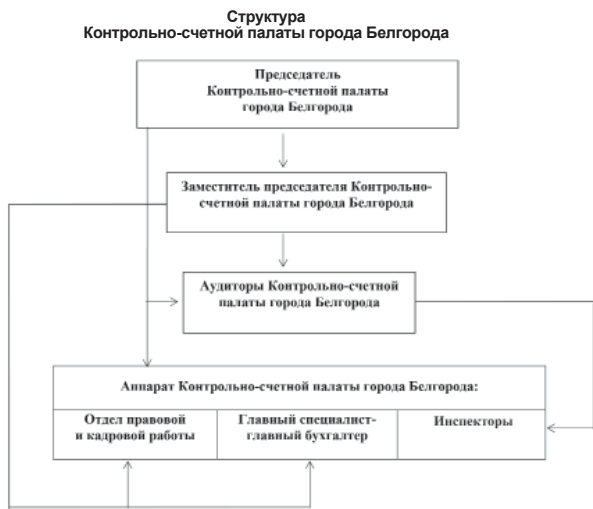 Структура
Контрольно-счетной палаты города Белгорода
Председатель
Контрольно-счетной палаты
города Белгорода
Заместитель председателя Контрольно-
счетной палаты города Белгорода
Аудиторы Контрольно-счетной
палаты города Белгорода
Аппарат Контрольно-счетной палаты города Белгорода:
Отдел правовой
и кадровой работы
Главный специалист-
главный бухгалтер
Инспекторы